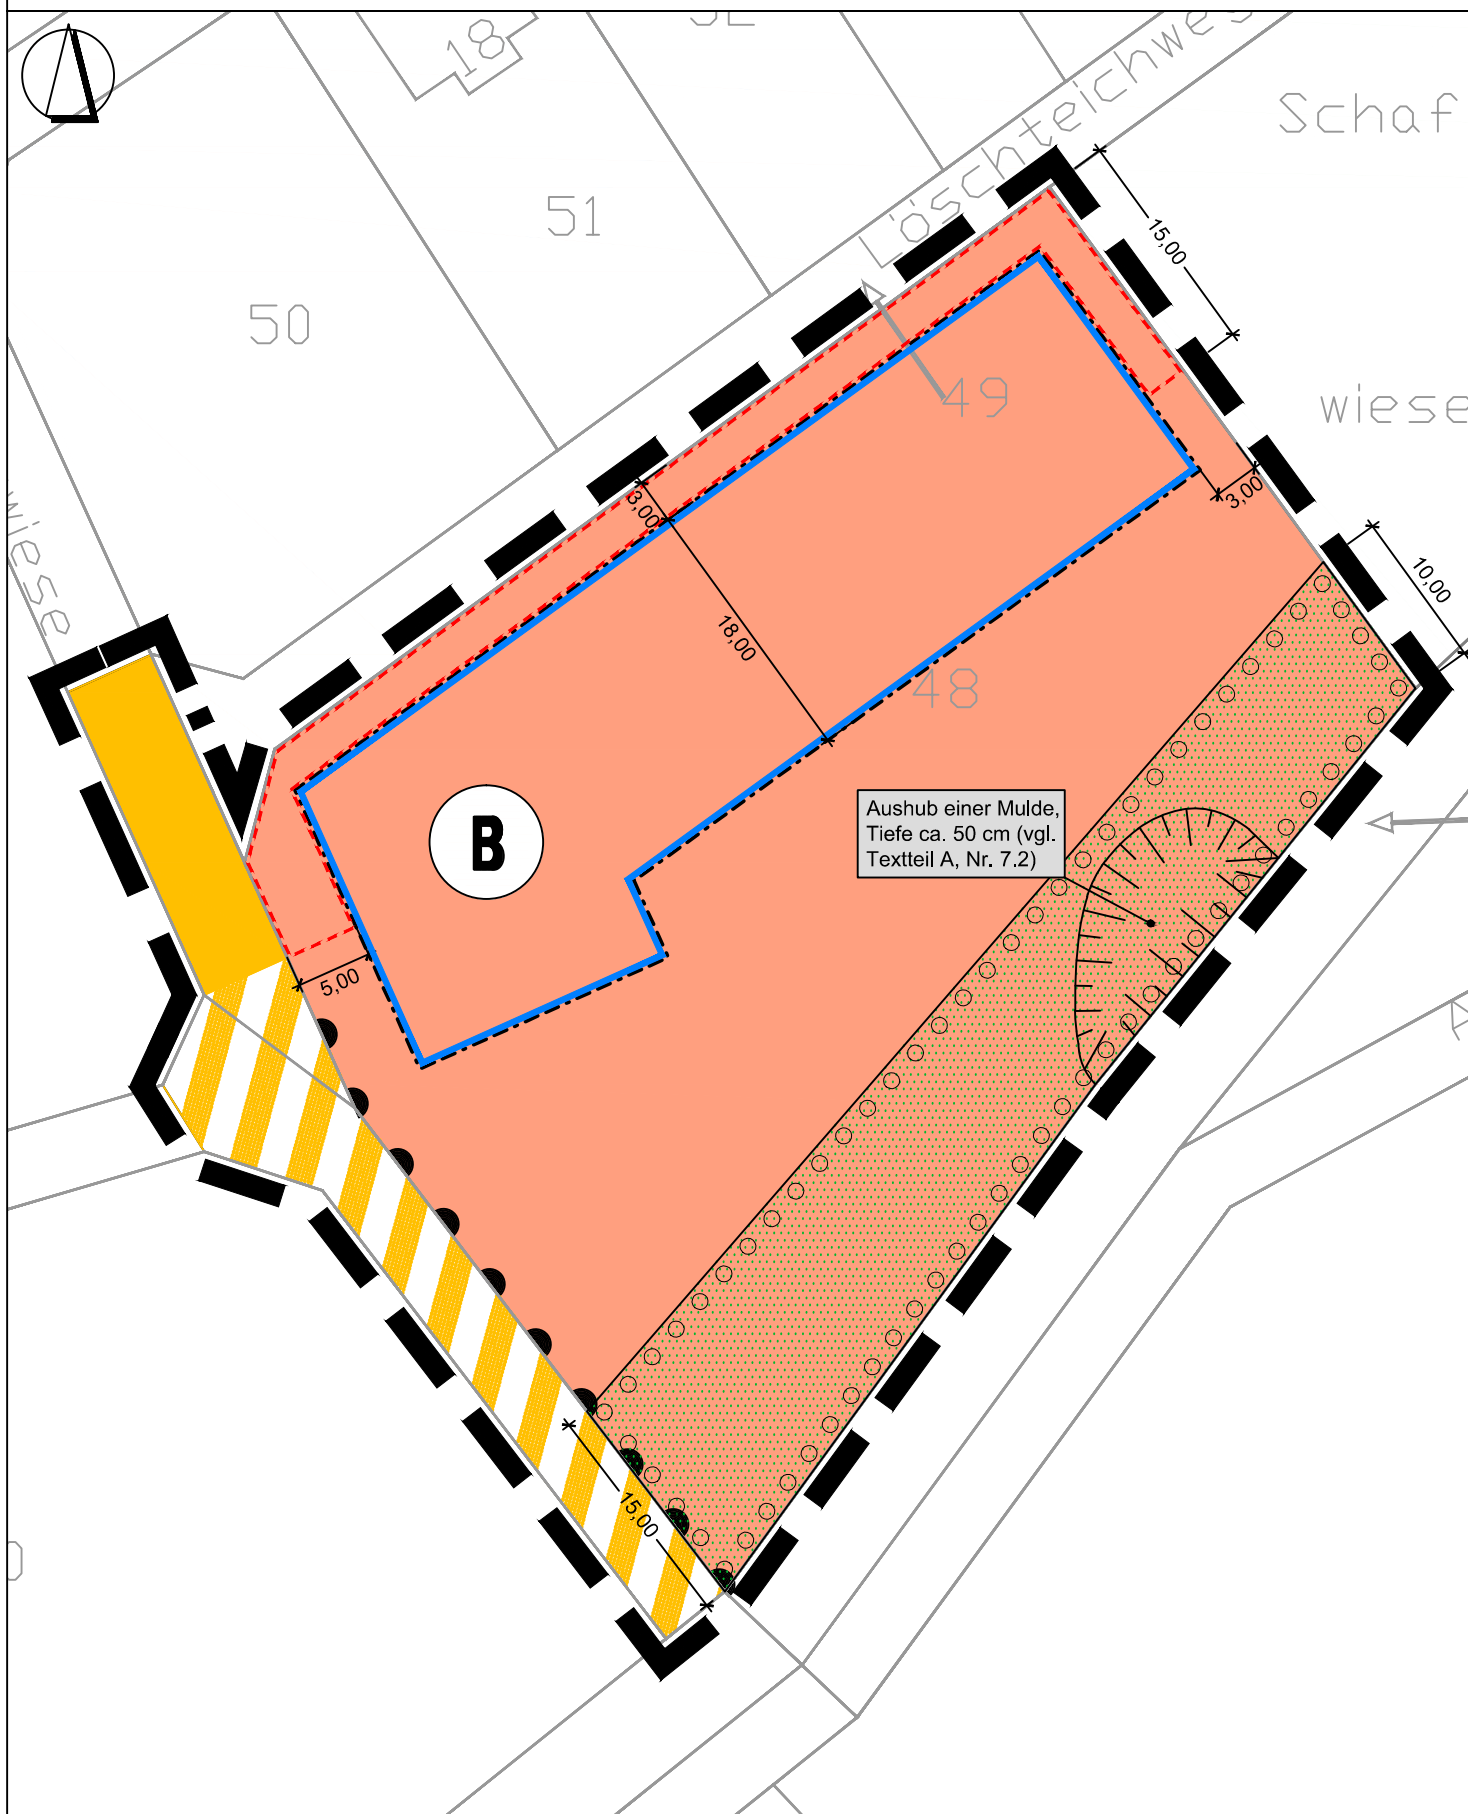 18
Löschteichweg
Schaf
51
15,00
50
49
wiese
3,00
3,00
wiese
10,00
18,00
48
B
Aushub einer Mulde,
Tiefe ca. 50 cm (vgl.
Textteil A, Nr. 7.2)
5,00
15,00